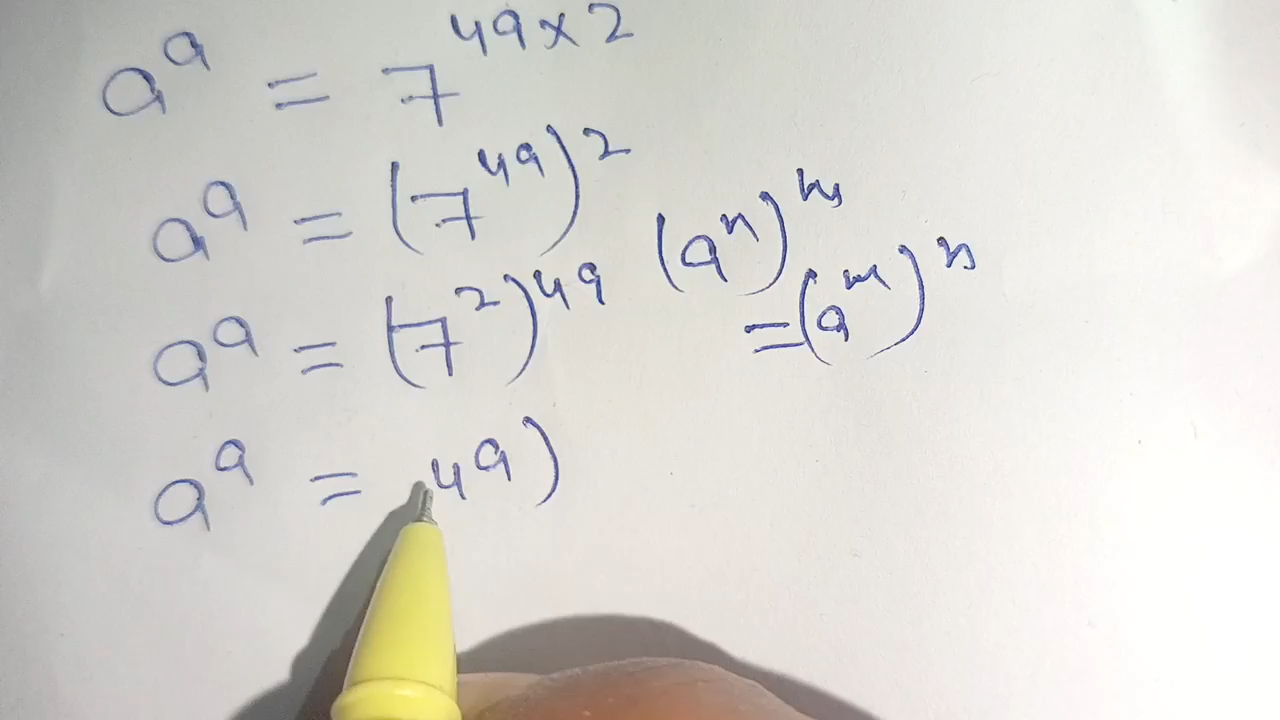 a^a = 7^(49×2)
a^a = (7^49)^2
a^a = (7^2)^49
a^a = 49)
(a^n)^m
= (a^m)^n